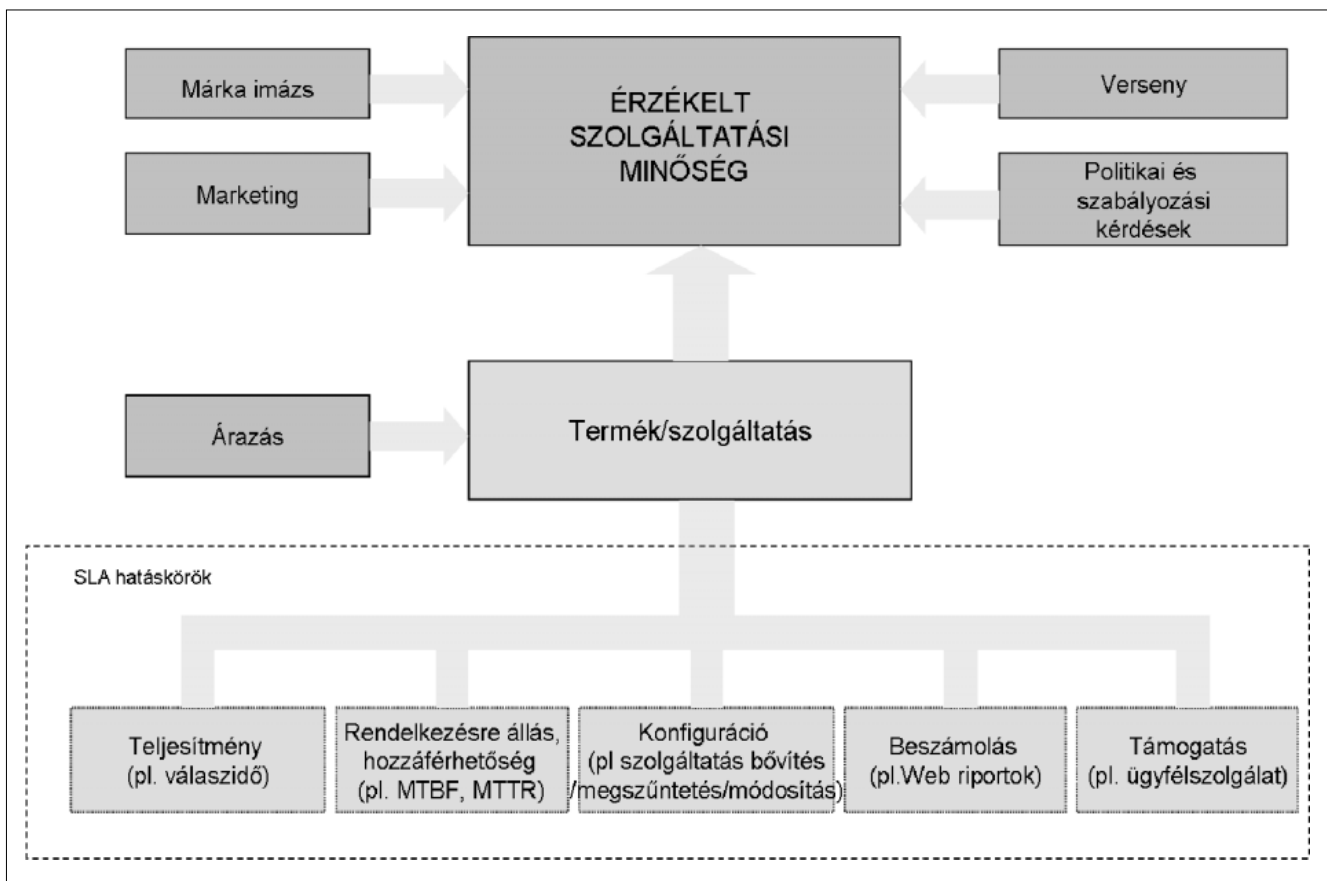 Márka imázs
Marketing
ÉRZÉKELT
SZOLGÁLTATÁSI
MINŐSÉG
Verseny
Politikai és
szabályozási
kérdések
Árazás
Termék/szolgáltatás
SLA hatáskörök
Teljesítmény
(pl. válaszidő)
Rendelkezésre állás,
hozzáférhetőség
(pl. MTBF, MTTR)
Konfiguráció
(pl szolgáltatás bővítés
/megszűntetés/módosítás)
Beszámolás
(pl.Web riportok)
Támogatás
(pl. ügyfélszolgálat)